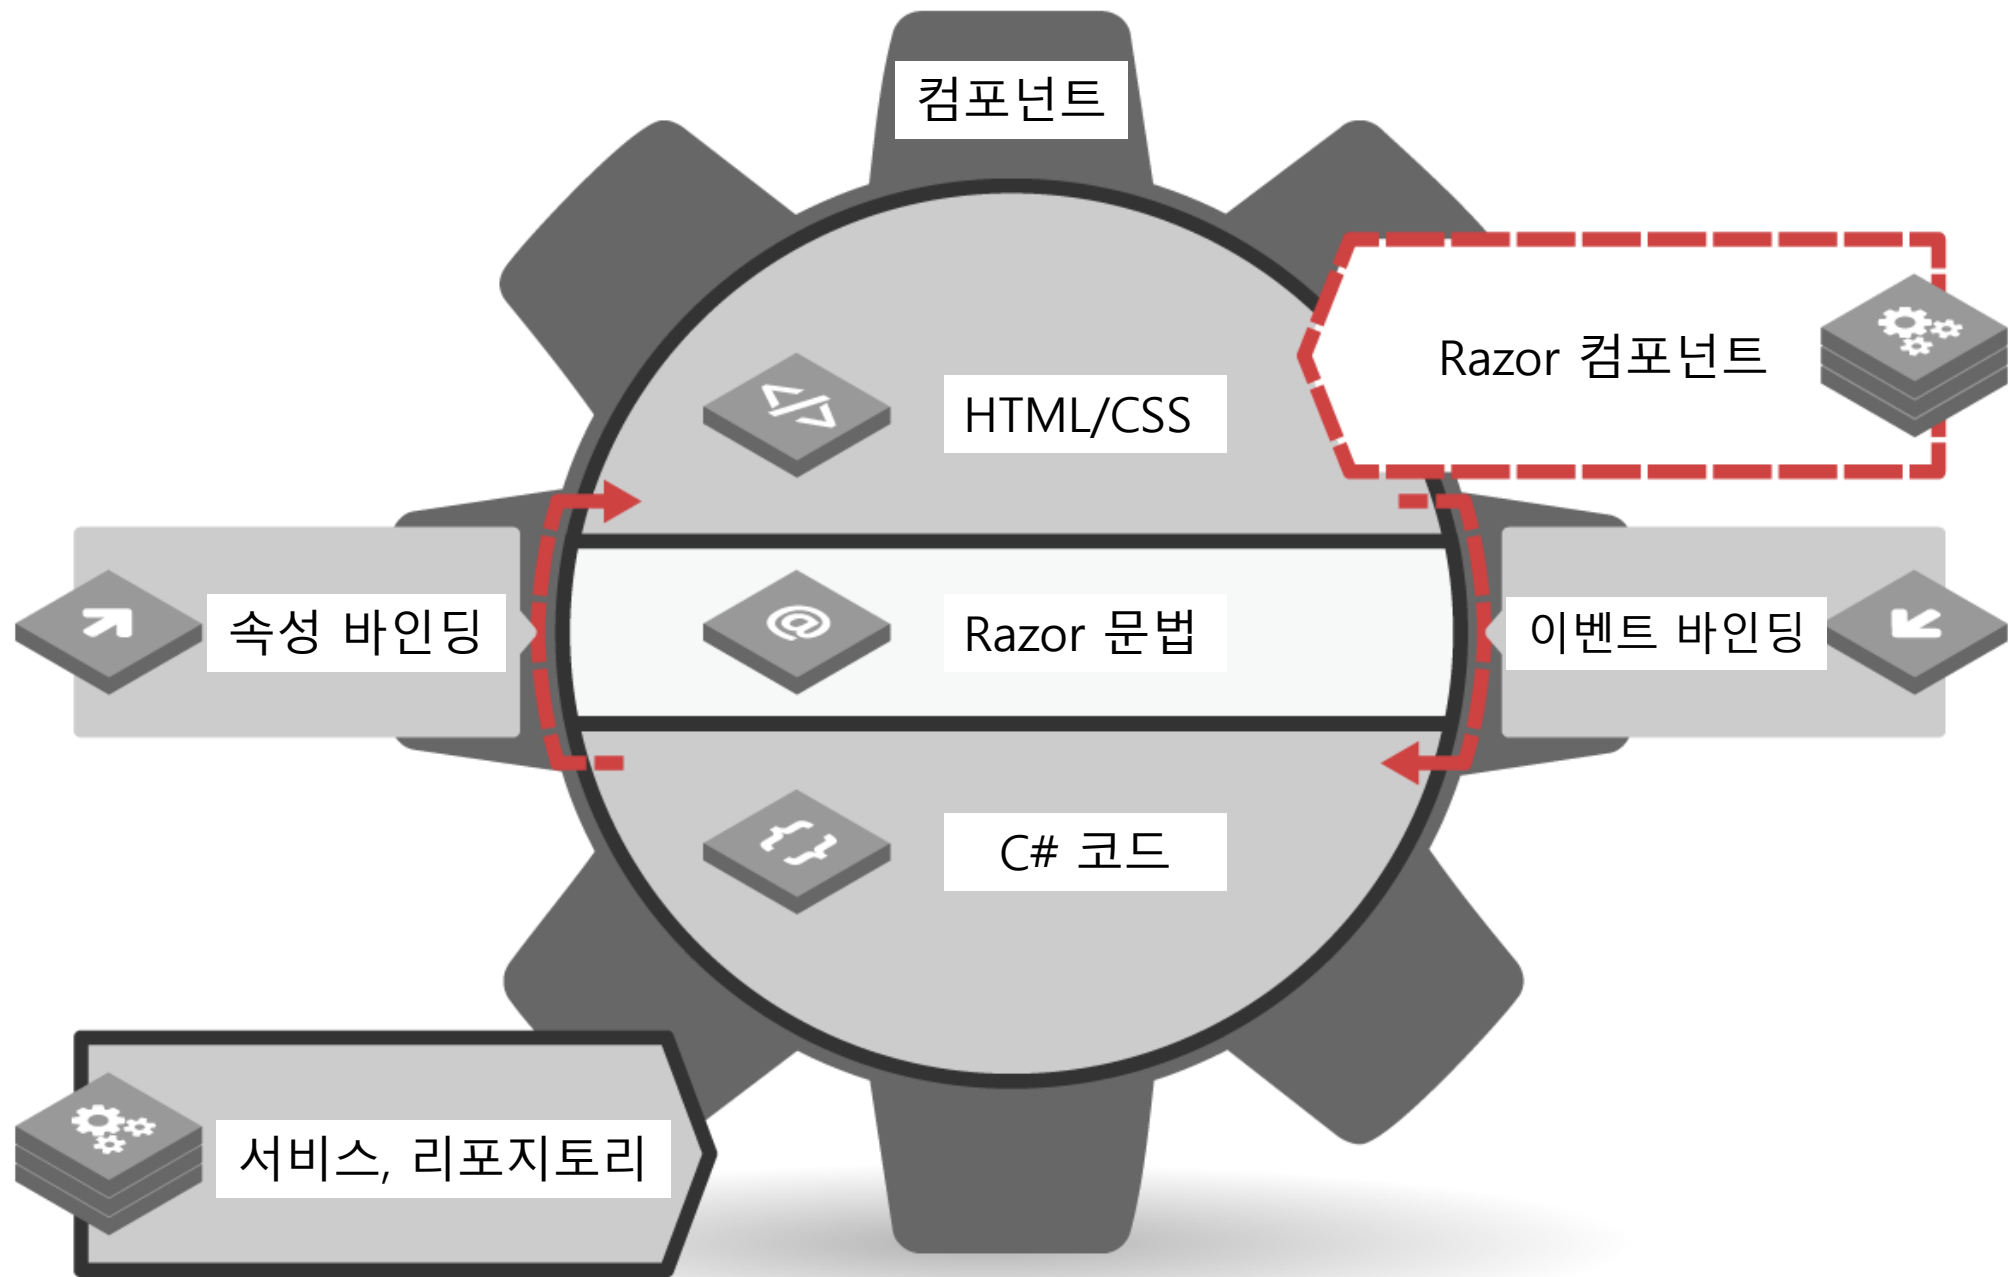 컴포넌트
Razor 컴포넌트
HTML/CSS
속성 바인딩
Razor 문법
이벤트 바인딩
C# 코드
서비스, 리포지토리